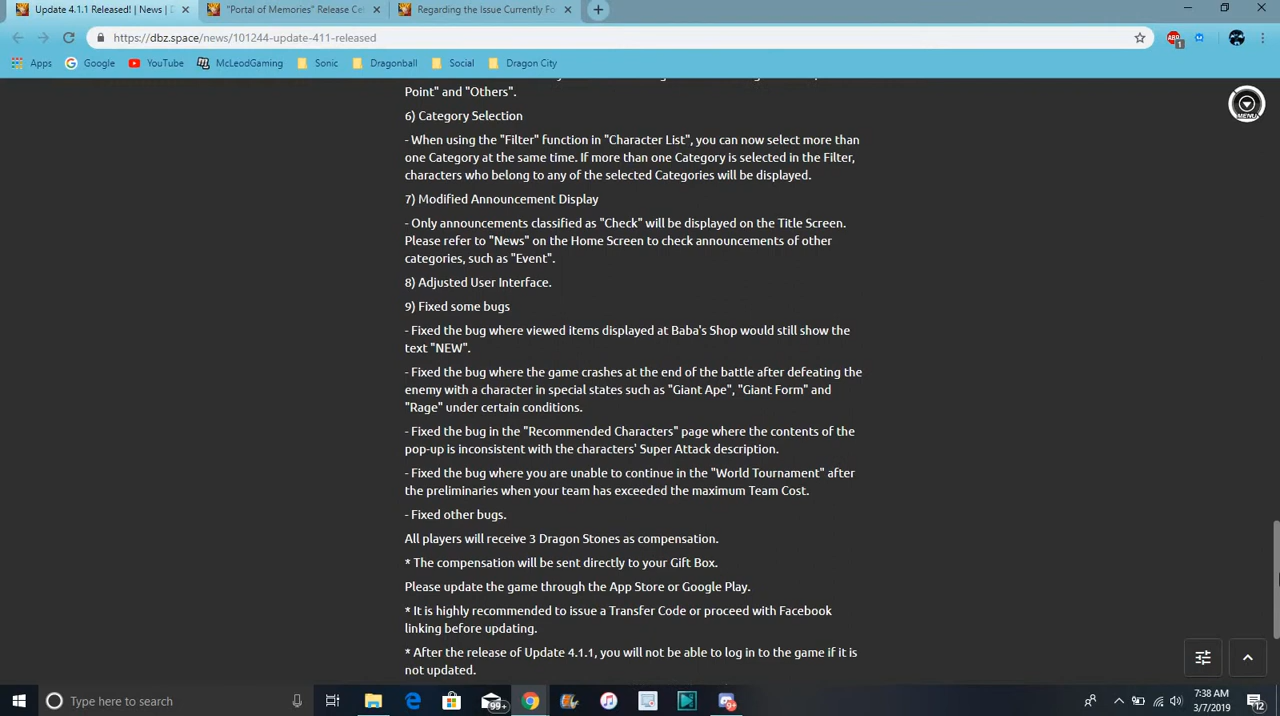 Update 4.1.1 Released! | News | D
"Portal of Memories" Release Cel
Regarding the Issue Currently Fo
https://dbz.space/news/101244-update-411-released
ABP
1
Apps
Google
YouTube
McLeodGaming
Sonic
Dragonball
Social
Dragon City
MENU
Point" and "Others".
6) Category Selection
- When using the "Filter" function in "Character List", you can now select more than
one Category at the same time. If more than one Category is selected in the Filter,
characters who belong to any of the selected Categories will be displayed.
7) Modified Announcement Display
- Only announcements classified as "Check" will be displayed on the Title Screen.
Please refer to "News" on the Home Screen to check announcements of other
categories, such as "Event".
8) Adjusted User Interface.
9) Fixed some bugs
- Fixed the bug where viewed items displayed at Baba's Shop would still show the
text "NEW".
- Fixed the bug where the game crashes at the end of the battle after defeating the
enemy with a character in special states such as "Giant Ape", "Giant Form" and
"Rage" under certain conditions.
- Fixed the bug in the "Recommended Characters" page where the contents of the
pop-up is inconsistent with the characters' Super Attack description.
- Fixed the bug where you are unable to continue in the "World Tournament" after
the preliminaries when your team has exceeded the maximum Team Cost.
- Fixed other bugs.
All players will receive 3 Dragon Stones as compensation.
* The compensation will be sent directly to your Gift Box.
Please update the game through the App Store or Google Play.
* It is highly recommended to issue a Transfer Code or proceed with Facebook
linking before updating.
* After the release of Update 4.1.1, you will not be able to log in to the game if it is
not updated.
Type here to search
99+
9+
7:38 AM
3/7/2019
12